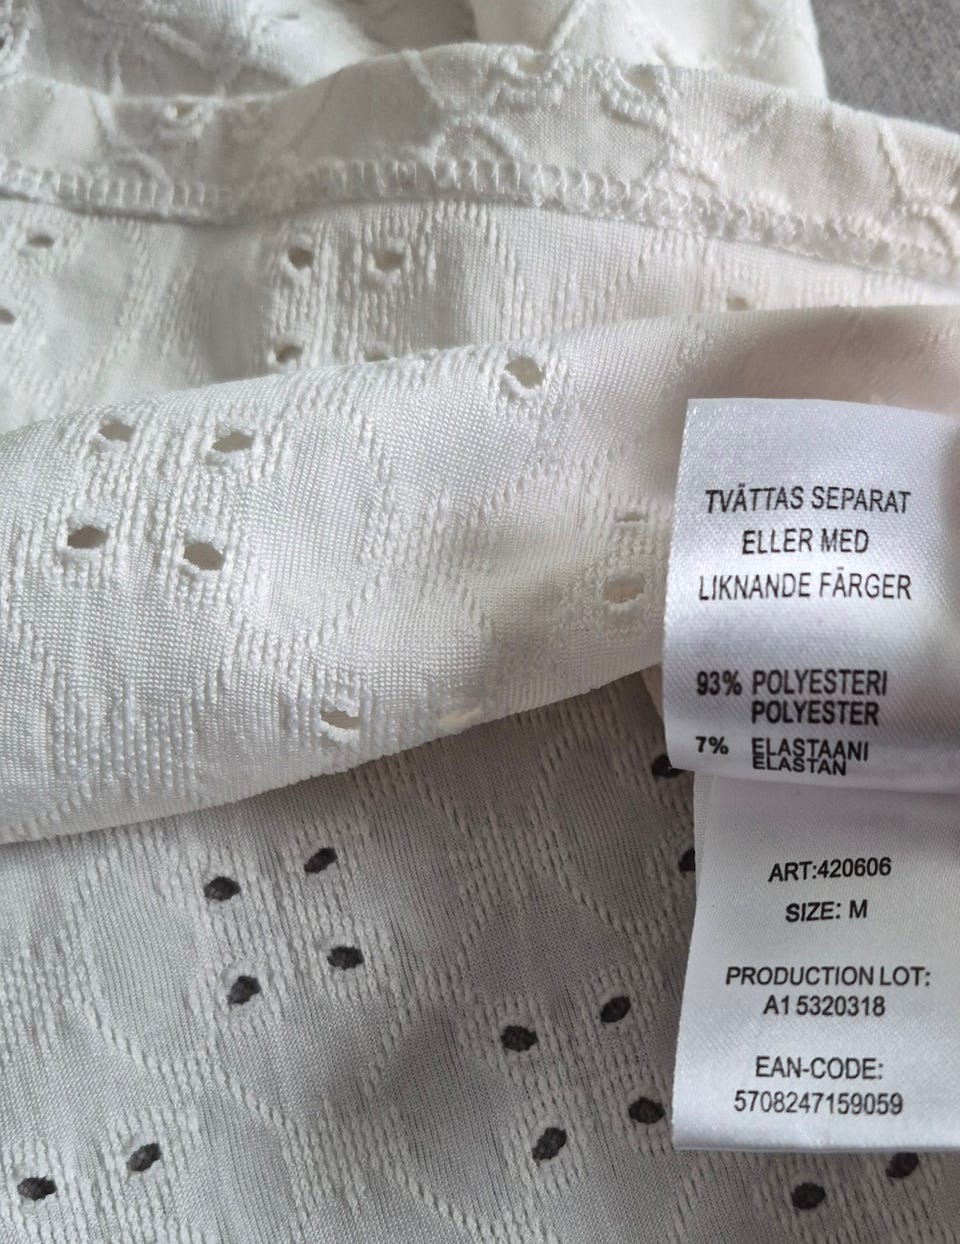 TVÄTTAS SEPARAT
ELLER MED
LIKNANDE FÄRGER
93% POLYESTERI
POLYESTER
7% ELASTAANI
ELASTAN
ART:420606
SIZE: M
PRODUCTION LOT:
A1 5320318
EAN-CODE:
5708247159059